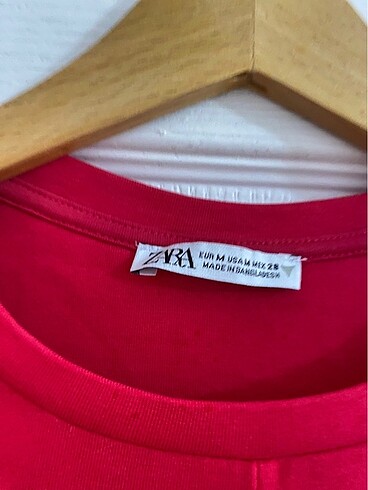 ZARA
EUR M USA M MEX 28
MADE IN BANGLADESH